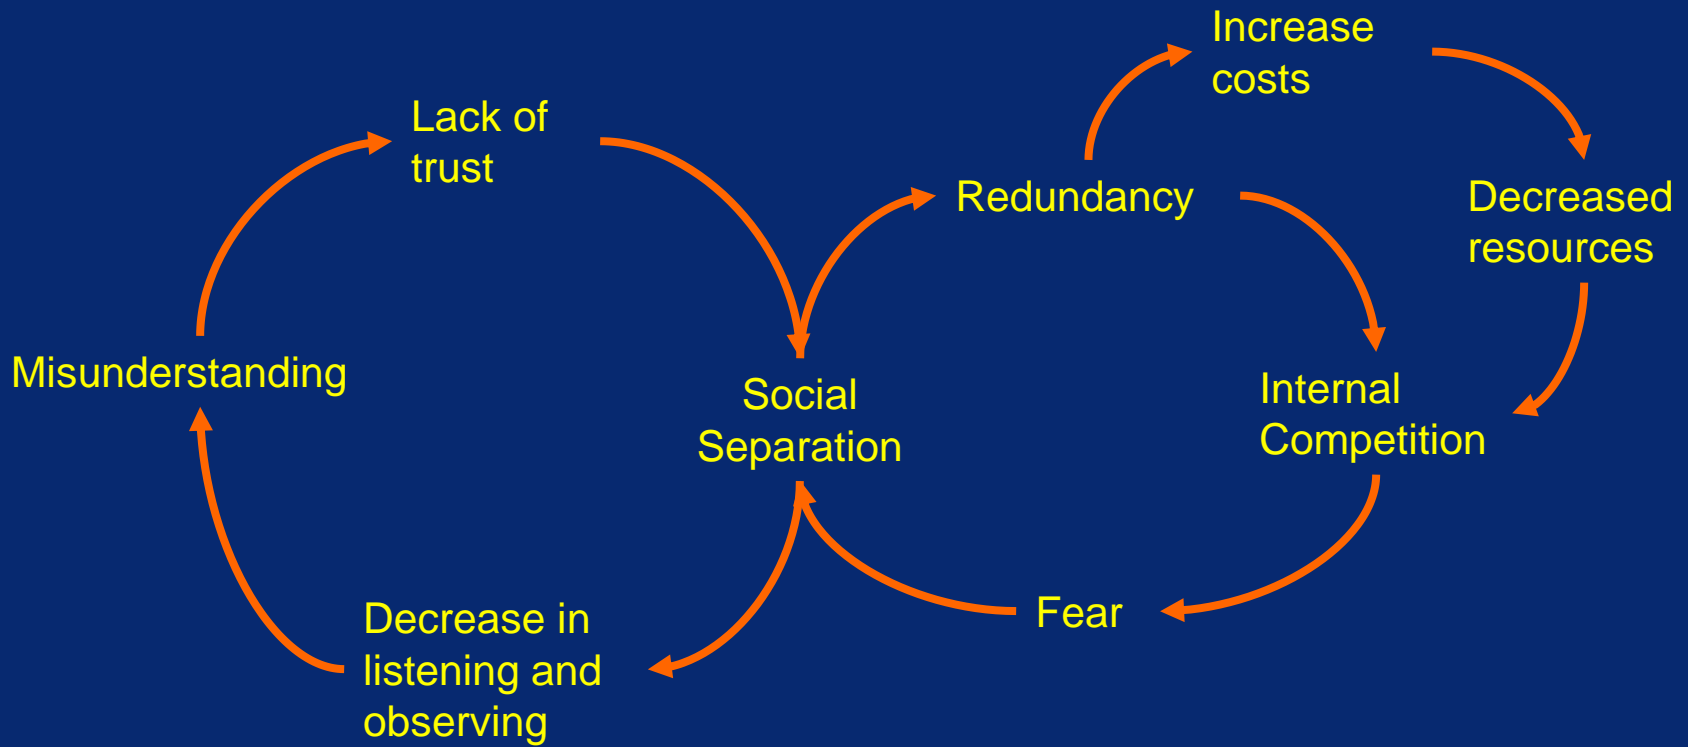 Increase
costs
Lack of
trust
Redundancy
Decreased
resources
Misunderstanding
Social
Separation
Internal
Competition
Decrease in
listening and
observing
Fear